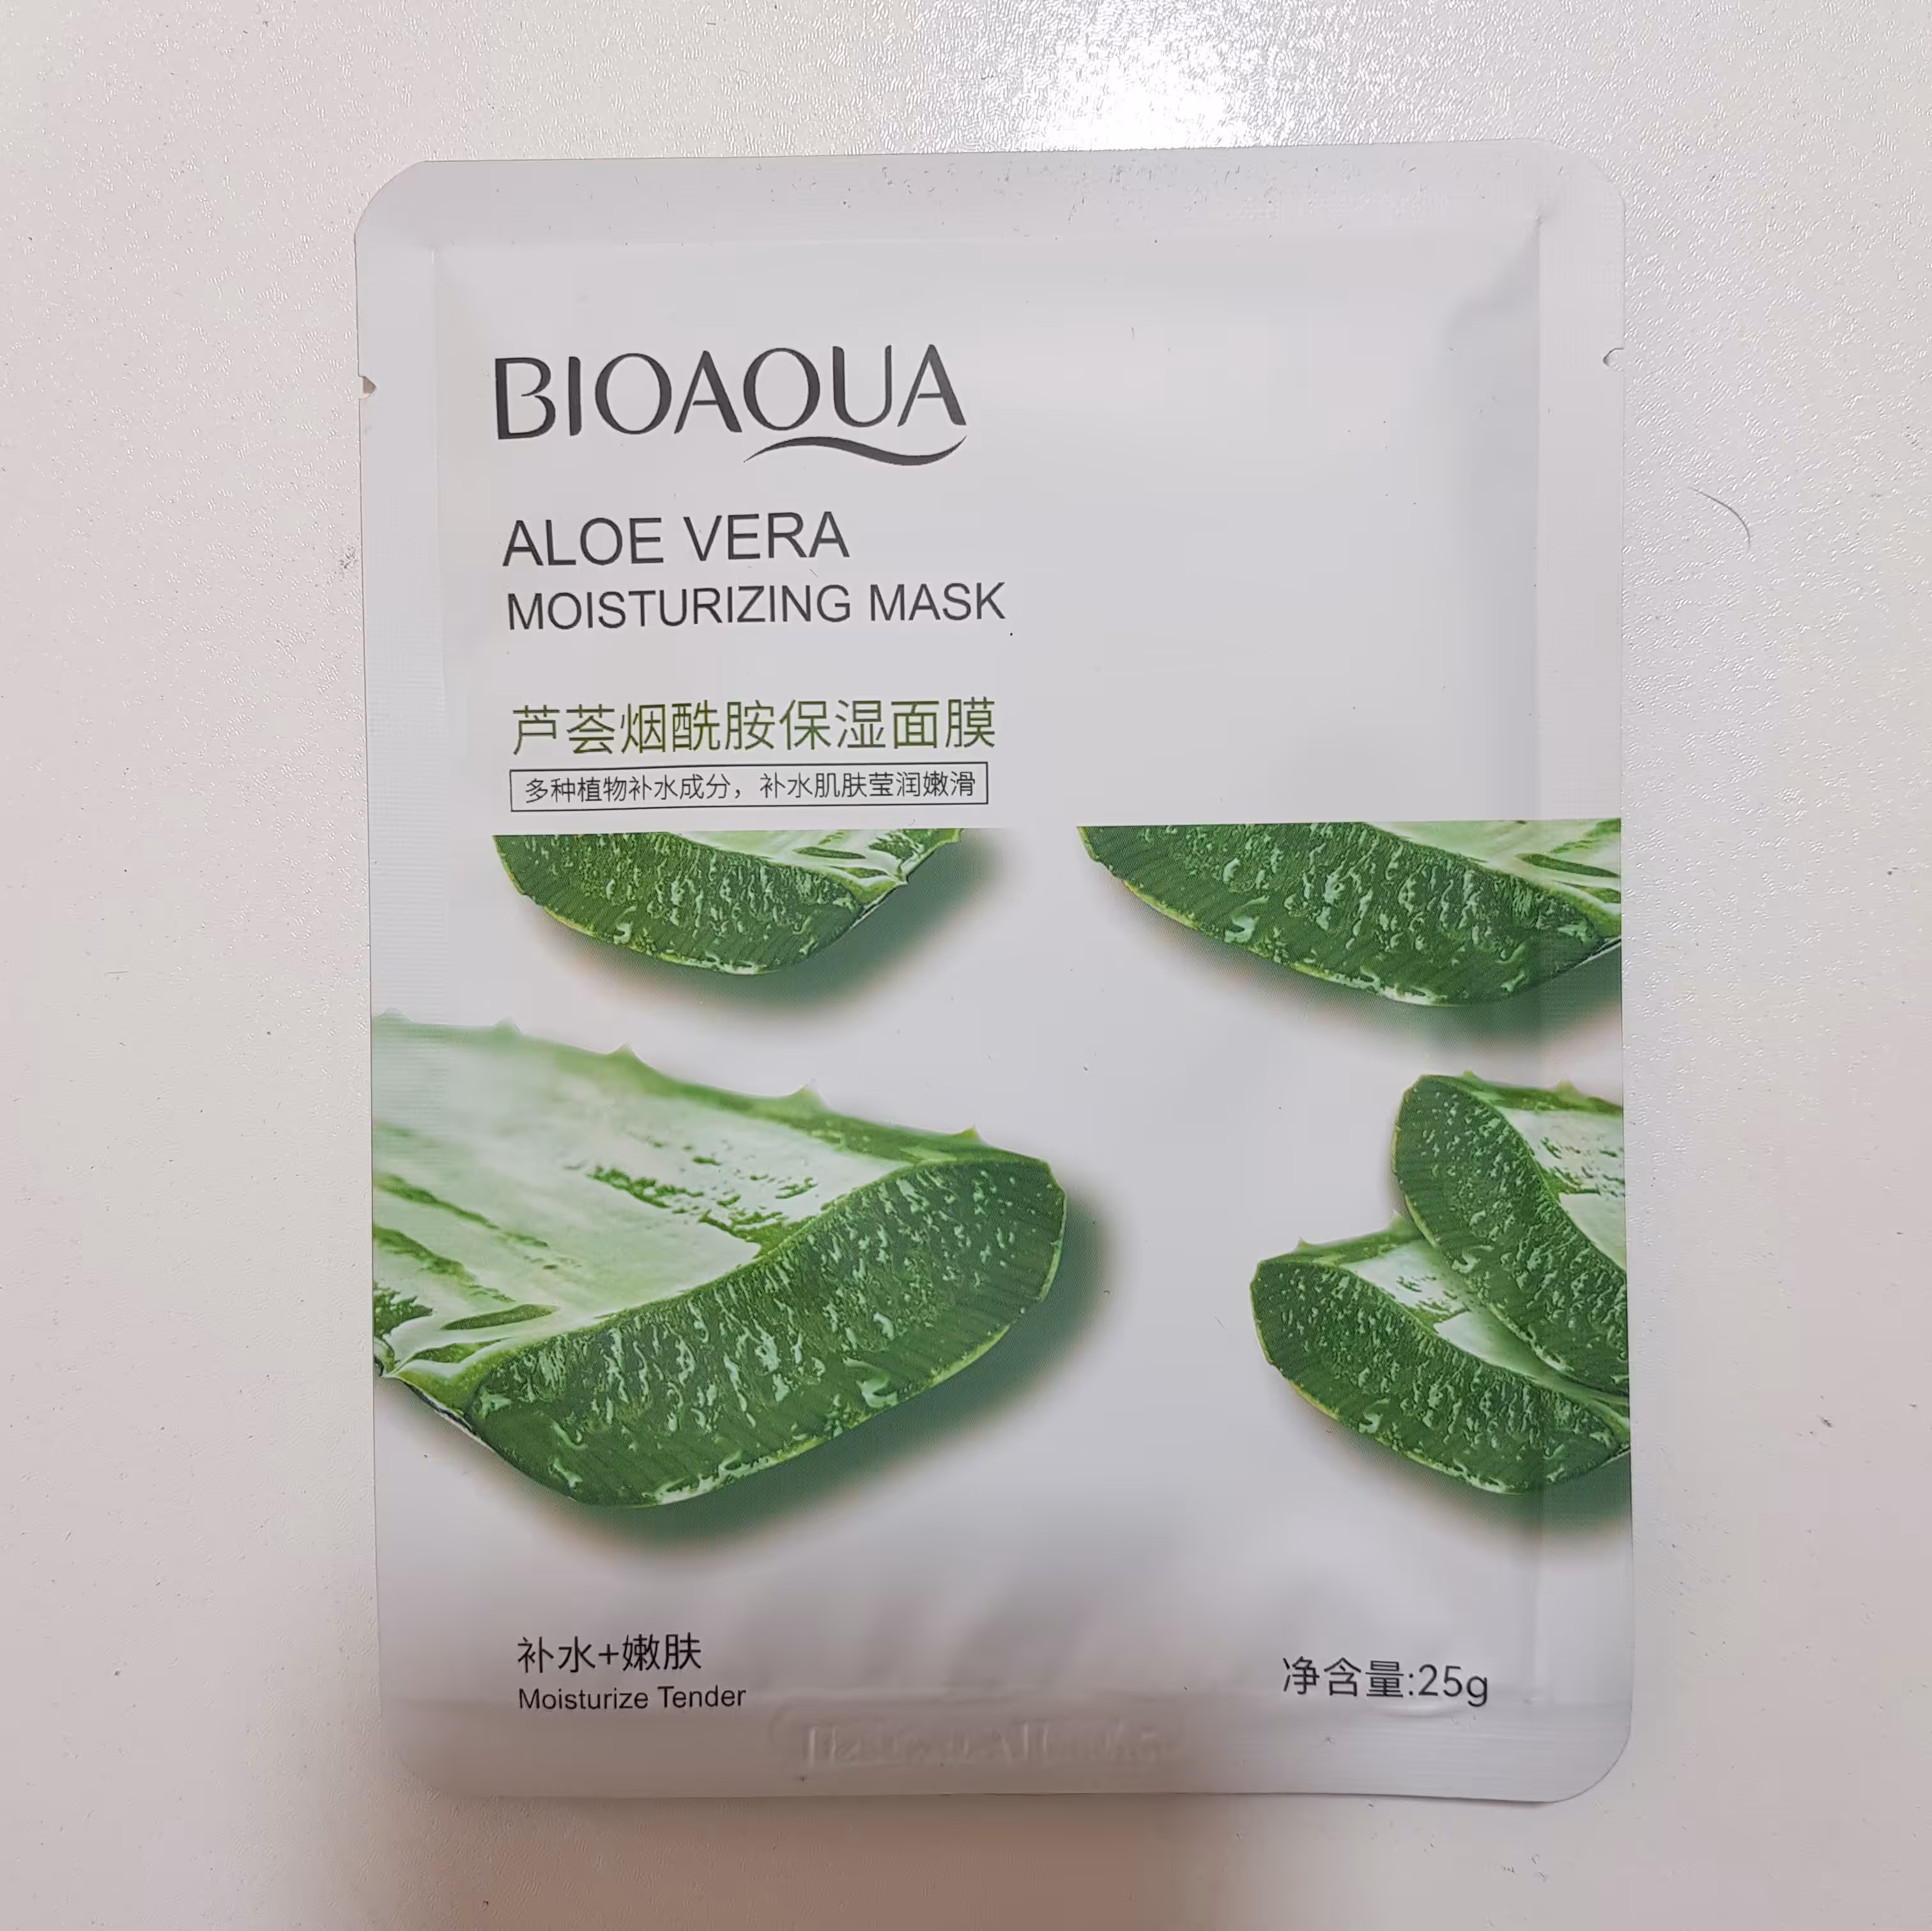 BIOAQUA
ALOE VERA
MOISTURIZING MASK
芦荟烟酰胺保湿面膜
多种植物补水成分，补水肌肤莹润嫩滑
补水+嫩肤
Moisturize Tender
净含量:25g